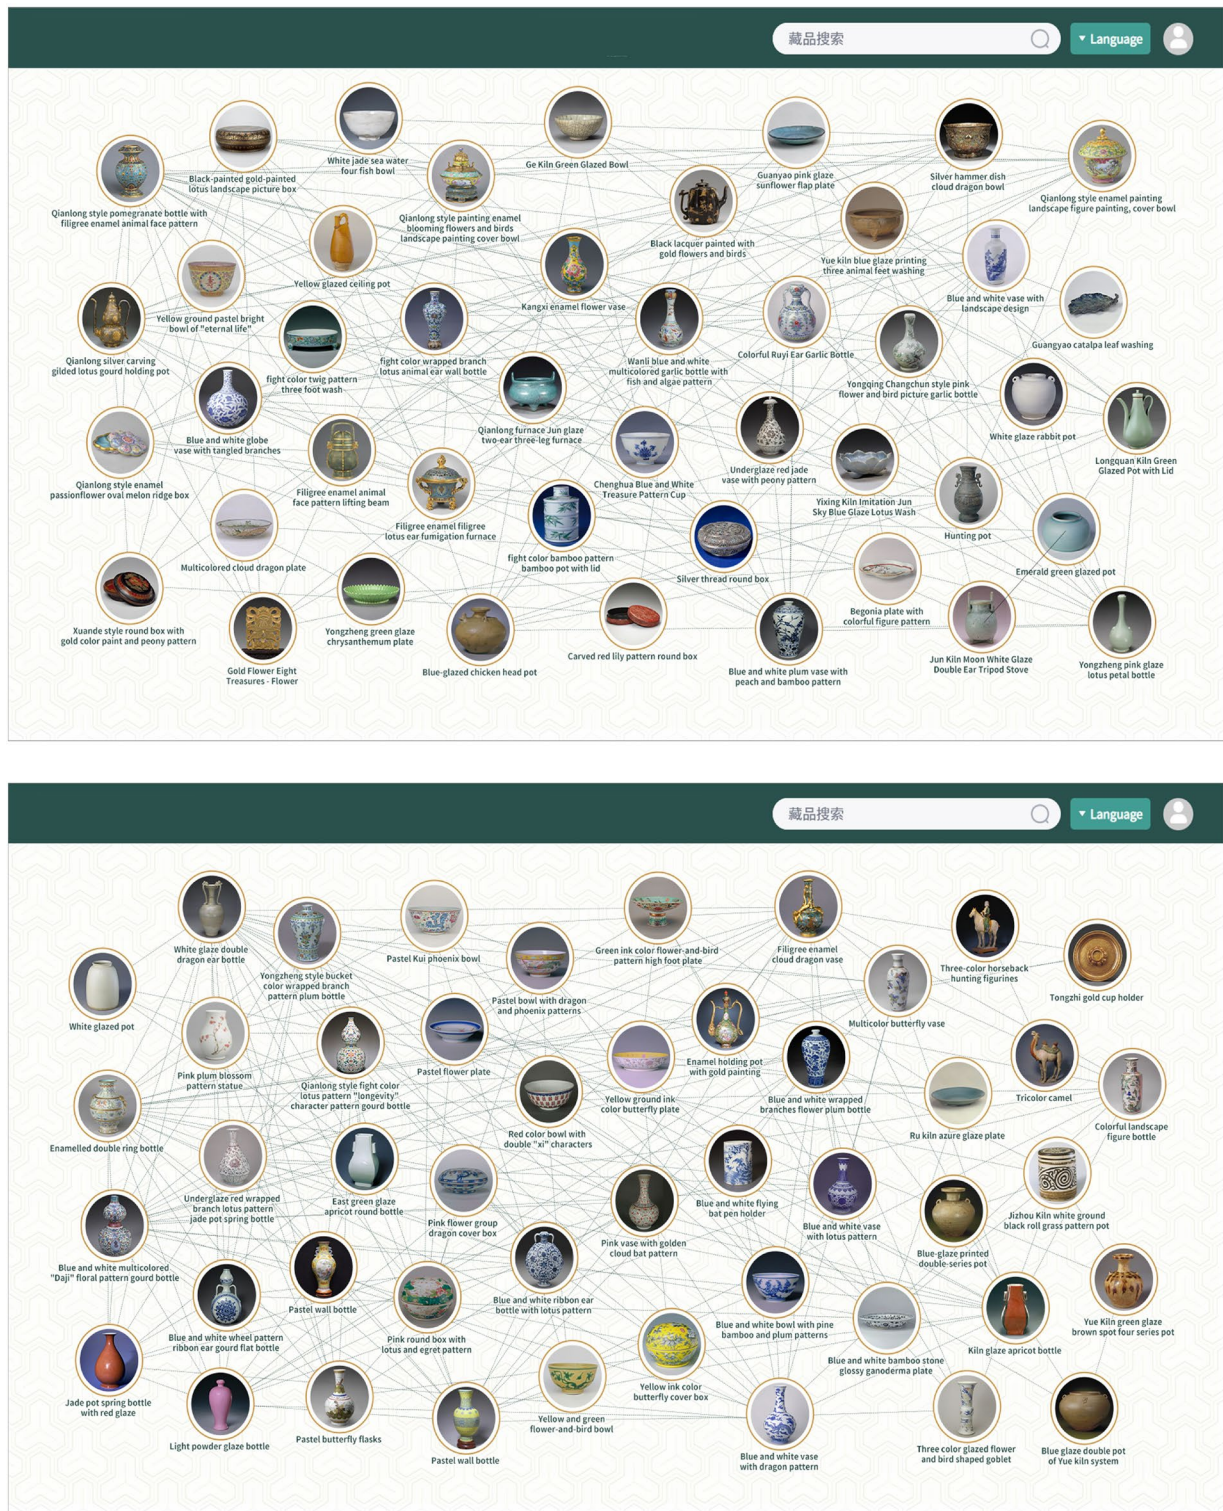 藏品搜索
Language
White jade sea water
four fish bowl
Ge Kiln Green Glazed Bowl
Black-painted gold-painted
lotus landscape picture box
Guanyao pink glaze
sunflower flap plate
Silver hammer dish
cloud dragon bowl
Qianlong style pomegranate bottle with
filigree enamel animal face pattern
Qianlong style painting enamel
blooming flowers and birds
landscape painting cover bowl
Qianlong style enamel painting
landscape figure painting, cover bowl
Black lacquer painted with
gold flowers and birds
Yue kiln blue glaze printing
three animal feet washing
Yellow glazed ceiling pot
Kangxi enamel flower vase
Blue and white vase with
landscape design
Yellow ground pastel bright
bowl of "eternal life"
Guangyao catalpa leaf washing
Qianlong silver carving
gilded lotus gourd holding pot
fight color twig pattern
three foot wash
fight color wrapped branch
lotus animal ear wall bottle
Wanli blue and white
multicolored garlic bottle with
fish and algae pattern
Colorful Ruyi Ear Garlic Bottle
Yongqing Changchun style pink
flower and bird picture garlic bottle
Blue and white globe
vase with tangled branches
Qianlong furnace Jun glaze
two-ear three-leg furnace
White glaze rabbit pot
Longquan Kiln Green
Glazed Pot with Lid
Qianlong style enamel
passionflower oval melon ridge box
Filigree enamel animal
face pattern lifting beam
Chenghua Blue and White
Treasure Pattern Cup
Underglaze red jade
vase with peony pattern
Yixing Kiln Imitation Jun
Sky Blue Glaze Lotus Wash
Filigree enamel filigree
lotus ear fumigation furnace
Hunting pot
Multicolored cloud dragon plate
fight color bamboo pattern
bamboo pot with lid
Silver thread round box
Emerald green glazed pot
Xuande style round box with
gold color paint and peony pattern
Yongzheng green glaze
chrysanthemum plate
Begonia plate with
colorful figure pattern
Gold Flower Eight
Treasures - Flower
Blue-glazed chicken head pot
Carved red lily pattern round box
Blue and white plum vase with
peach and bamboo pattern
Jun Kiln Moon White Glaze
Double Ear Tripod Stove
Yongzheng pink glaze
lotus petal bottle
藏品搜索
Language
White glaze double
dragon ear bottle
Pastel Kui phoenix bowl
Green ink color flower-and-bird
pattern high foot plate
Filigree enamel
cloud dragon vase
Yongzheng style bucket
color wrapped branch
pattern plum bottle
Pastel bowl with dragon
and phoenix patterns
Three-color horseback
hunting figurines
Tongzhi gold cup holder
White glazed pot
Multicolor butterfly vase
Pink plum blossom
pattern statue
Qianlong style fight color
lotus pattern "longevity"
character pattern gourd bottle
Pastel flower plate
Enamel holding pot
with gold painting
Yellow ground ink
color butterfly plate
Blue and white wrapped
branches flower plum bottle
Tricolor camel
Enamelled double ring bottle
Red color bowl with
double "xi" characters
Ru kiln azure glaze plate
Colorful landscape
figure bottle
Underglaze red wrapped
branch lotus pattern
jade pot spring bottle
East green glaze
apricot round bottle
Pink flower group
dragon cover box
Blue and white flying
bat pen holder
Blue and white vase
with lotus pattern
Jizhou Kiln white ground
black roll grass pattern pot
Blue and white multicolored
"Daji" floral pattern gourd bottle
Pink vase with golden
cloud bat pattern
Blue-glaze printed
double-series pot
Pastel wall bottle
Blue and white ribbon ear
bottle with lotus pattern
Blue and white wheel pattern
ribbon ear gourd flat bottle
Pink round box with
lotus and egret pattern
Blue and white bowl with pine
bamboo and plum patterns
Kiln glaze apricot bottle
Yue Kiln green glaze
brown spot four series pot
Blue and white bamboo stone
glossy ganoderma plate
Jade pot spring bottle
with red glaze
Yellow ink color
butterfly cover box
Light powder glaze bottle
Pastel butterfly flasks
Pastel wall bottle
Yellow and green
flower-and-bird bowl
Blue and white vase
with dragon pattern
Three color glazed flower
and bird shaped goblet
Blue glaze double pot
of Yue kiln system